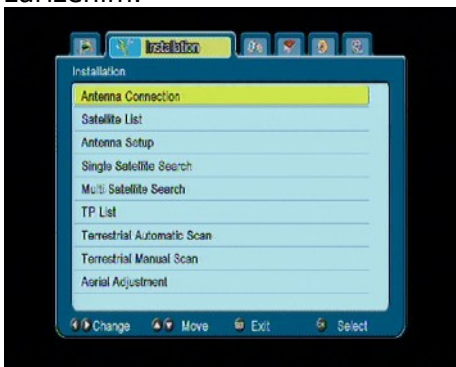 zařízením.
Installation
Installation
Antenna Connection
Satellite List
Antenna Setup
Single Satellite Search
Multi Satellite Search
TP List
Terrestrial Automatic Scan
Terrestrial Manual Scan
Aerial Adjustment
Change Move Exit Select